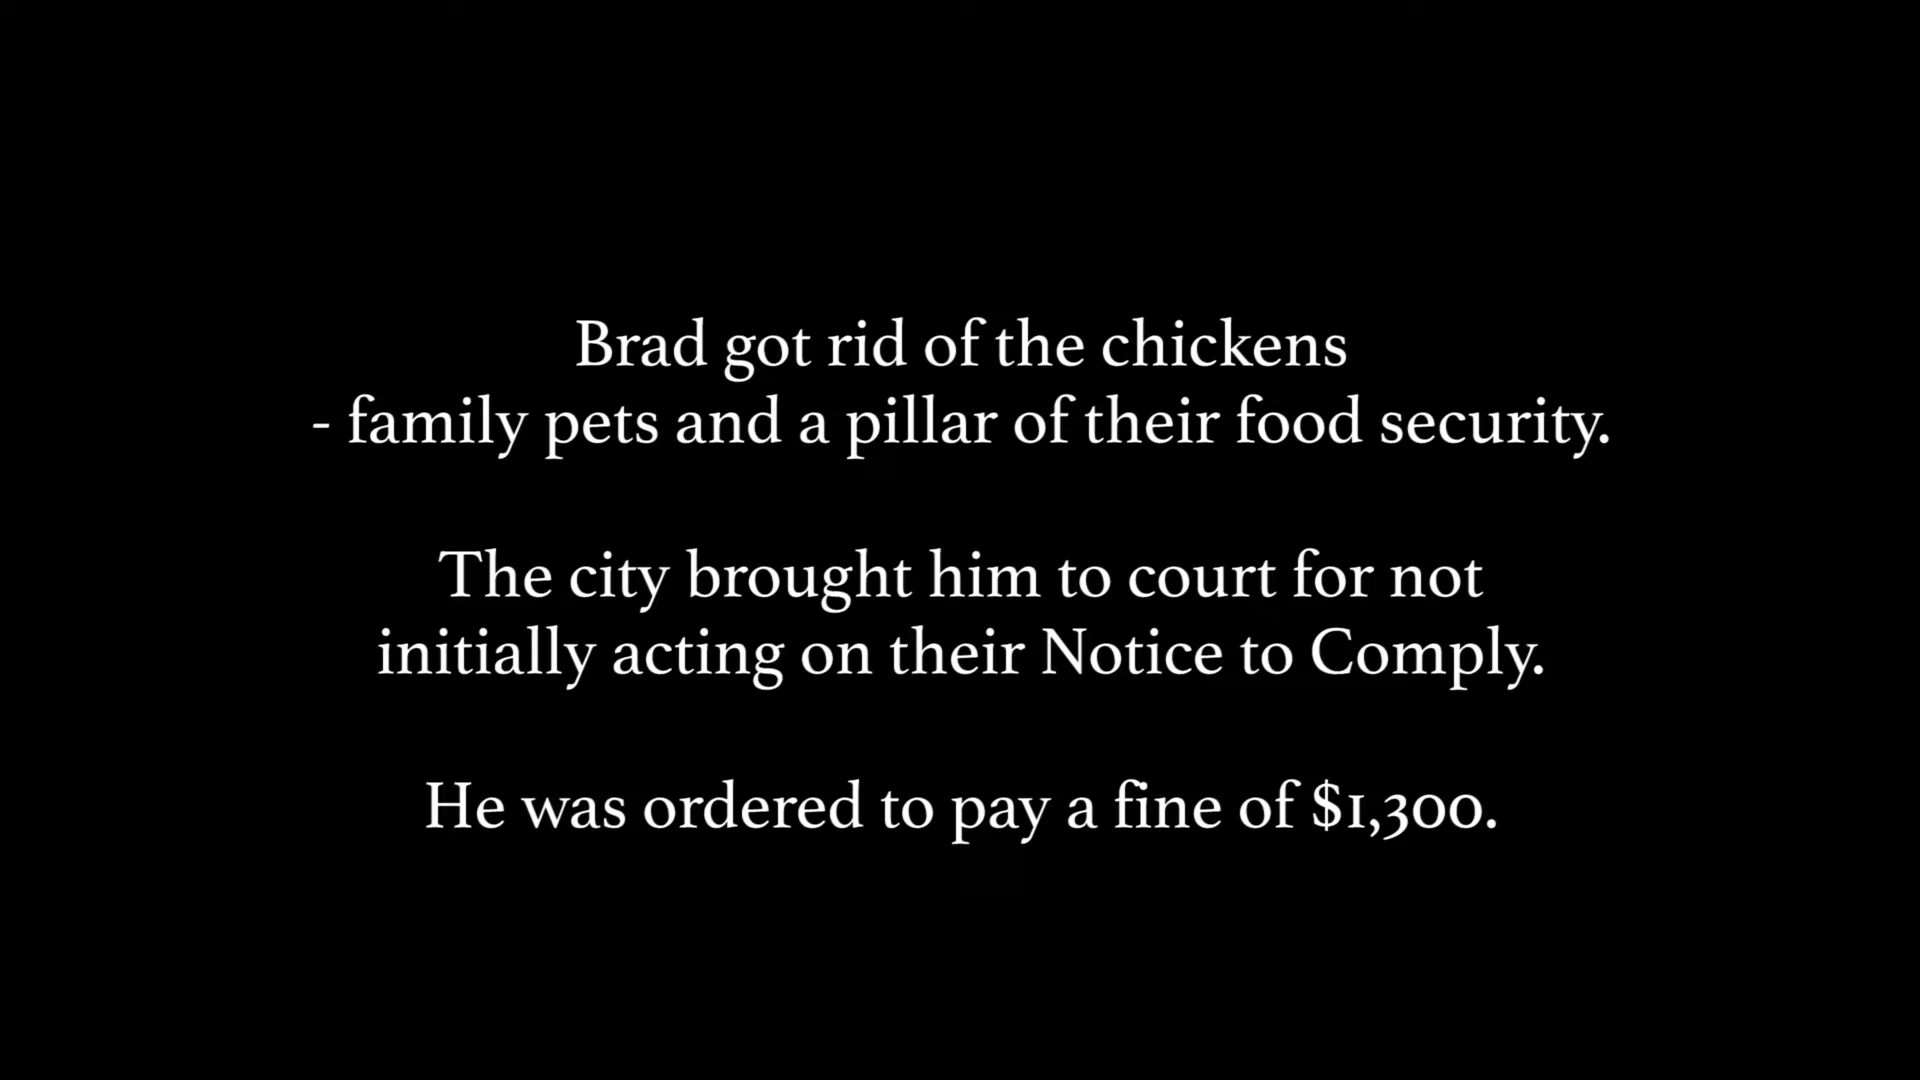 Brad got rid of the chickens
- family pets and a pillar of their food security.
The city brought him to court for not
initially acting on their Notice to Comply.
He was ordered to pay a fine of $1,300.